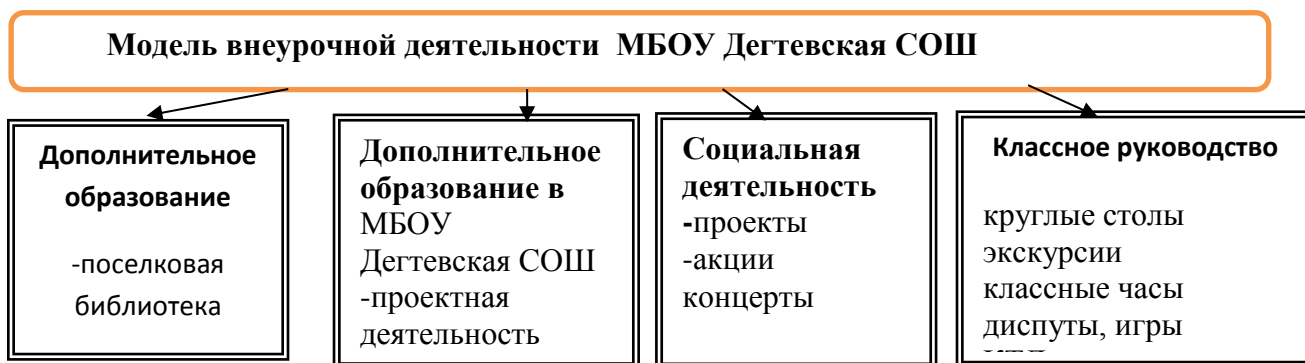 Модель внеурочной деятельности МБОУ Дегтевская СОШ
Дополнительное
образование
-поселковая
библиотека
Дополнительное
образование в
МБОУ
Дегтевская СОШ
-проектная
деятельность
Социальная
деятельность
-проекты
-акции
концерты
Классное руководство
круглые столы
экскурсии
классные часы
диспуты, игры